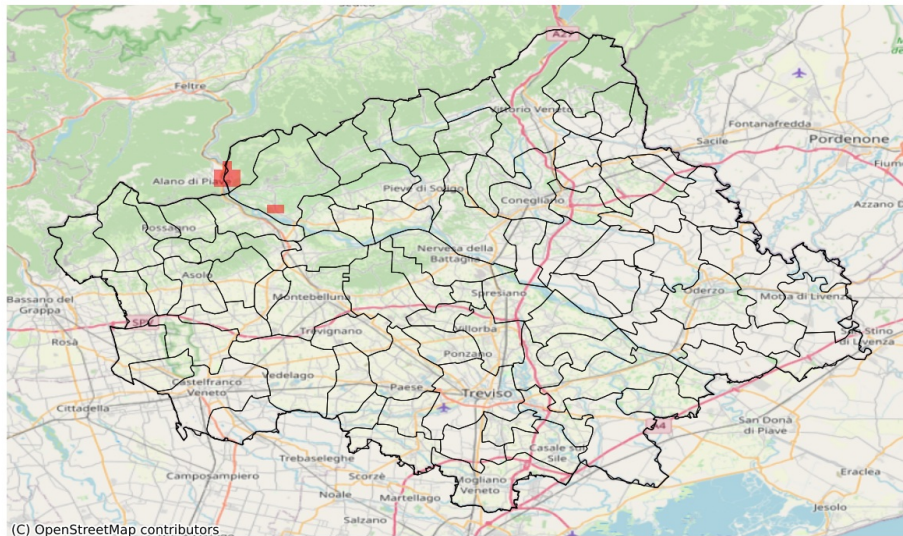 A27
Feltre
Vittorio Veneto
Fontanafredda
Sacile
Pordenone
Fiume
Alano di Piave
Pieve di Soligo
Conegliano
Azzano D
Possagno
Nervesa della
Battaglia
Asolo
Bassano del
Grappa
Montebelluna
Spresiano
Oderzo
Motta di Livenza
Rosà
Trevignano
Villorba
San Stino
di Livenza
Ponzano
Castelfranco
Veneto
Vedelago
Paese
Treviso
Cittadella
A4
San Donà
di Piave
Casale sul
Sile
Trebaseleghe
Camposampiero
Scorzé
Mogliano
Veneto
Eraclea
Noale
Martellago
Jesolo
Salzano
(C) OpenStreetMap contributors